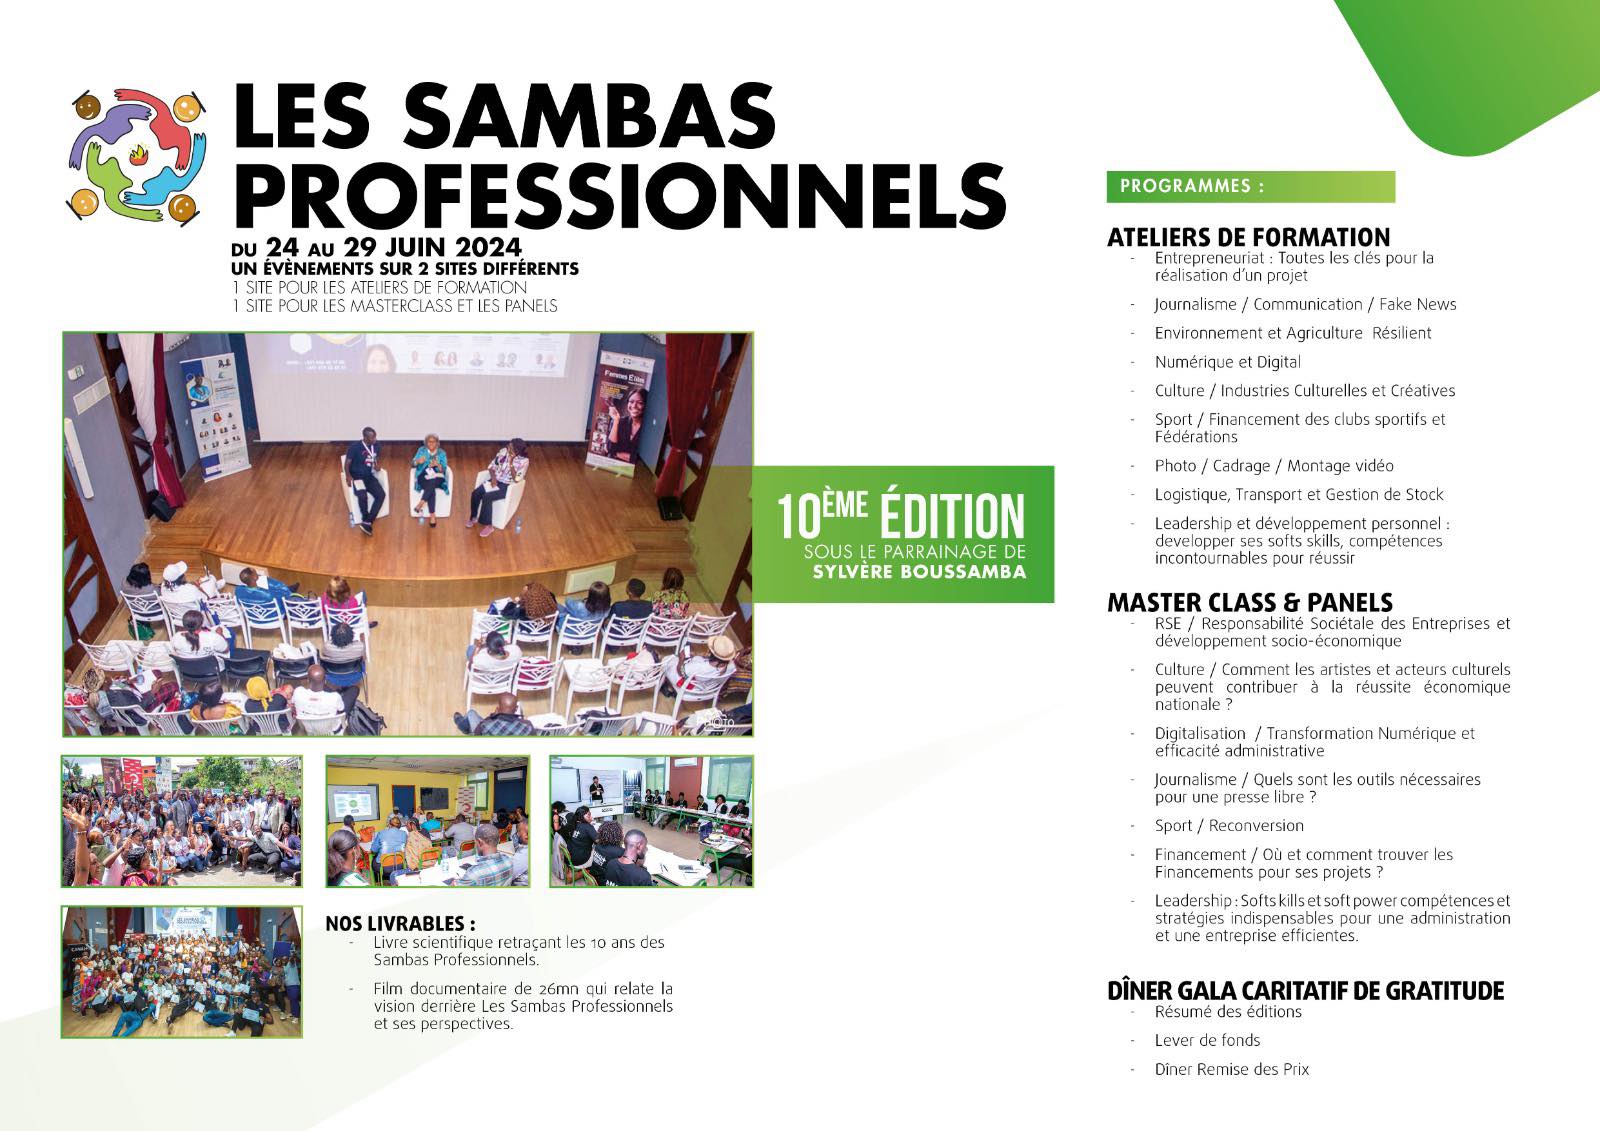 LES SAMBAS
PROFESSIONNELS
DU 24 AU 29 JUIN 2024
UN ÉVÈNEMENTS SUR 2 SITES DIFFÉRENTS
1 SITE POUR LES ATELIERS DE FORMATION
1 SITE POUR LES MASTERCLASS ET LES PANELS
Femmes
10ÈME ÉDITION
SOUS LE PARRAINAGE DE
SYLVÈRE BOUSSAMBA
NOS LIVRABLES :
- Livre scientifique retraçant les 10 ans des
Sambas Professionnels.
- Film documentaire de 26mn qui relate la
vision derrière Les Sambas Professionnels
et ses perspectives.
PROGRAMMES :
ATELIERS DE FORMATION
- Entrepreneuriat : Toutes les clés pour la
réalisation d'un projet
- Journalisme / Communication / Fake News
- Environnement et Agriculture Résilient
- Numérique et Digital
- Culture / Industries Culturelles et Créatives
- Sport / Financement des clubs sportifs et
Fédérations
- Photo / Cadrage / Montage vidéo
- Logistique, Transport et Gestion de Stock
- Leadership et développement personnel :
developper ses softs skills, compétences
incontournables pour réussir
MASTER CLASS & PANELS
- RSE / Responsabilité Sociétale des Entreprises et
développement socio-économique
- Culture / Comment les artistes et acteurs culturels
peuvent contribuer à la réussite économique
nationale ?
- Digitalisation / Transformation Numérique et
efficacité administrative
- Journalisme / Quels sont les outils nécessaires
pour une presse libre ?
- Sport / Reconversion
- Financement / Où et comment trouver les
Financements pour ses projets ?
- Leadership : Softs kills et soft power compétences et
stratégies indispensables pour une administration
et une entreprise efficientes.
DÎNER GALA CARITATIF DE GRATITUDE
- Résumé des éditions
- Lever de fonds
- Dîner Remise des Prix